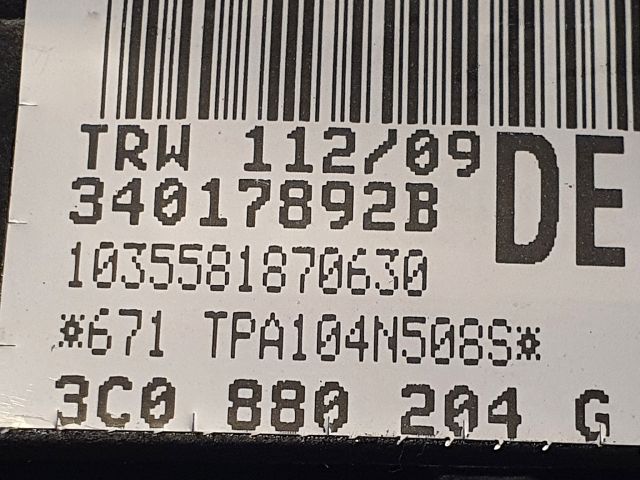 TRW 112/09 DE
34017892B
1035581870630
*671 TPA104N508S*
3C0 880 204 G